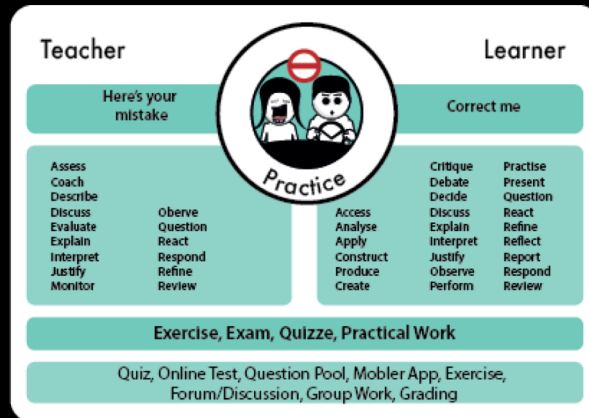 Teacher
Learner
Here's your
mistake
Correct me
Practice
Assess
Coach
Describe
Discuss
Evaluate
Explain
Interpret
Justify
Monitor
Oberve
Question
React
Respond
Refine
Review
Access
Analyse
Apply
Construct
Produce
Create
Critique
Debate
Decide
Discuss
Explain
Interpret
Justify
Observe
Perform
Practise
Present
Question
React
Refine
Reflect
Report
Respond
Review
Exercise, Exam, Quizze, Practical Work
Quiz, Online Test, Question Pool, Mobler App, Exercise,
Forum/Discussion, Group Work, Grading